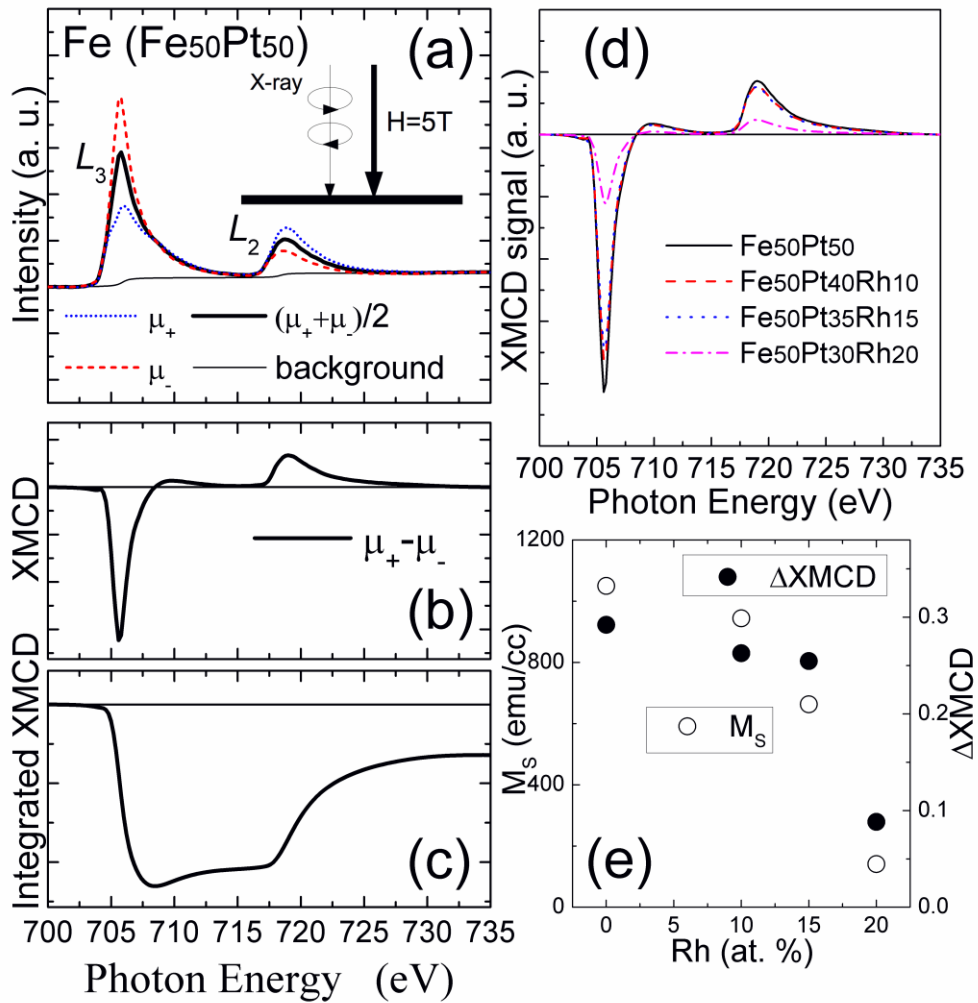 Fe (Fe50Pt50)
(a)
X-ray
H=5T
L3
L2
Intensity (a. u.)
μ+
(μ++μ-)/2
μ-
background
XMCD
μ+-μ-
(b)
Integrated XMCD
(c)
700 705 710 715 720 725 730 735
Photon Energy (eV)
(d)
XMCD signal (a. u.)
Fe50Pt50
Fe50Pt40Rh10
Fe50Pt35Rh15
Fe50Pt30Rh20
700 705 710 715 720 725 730 735
Photon Energy (eV)
1200
800
400
0
MS (emu/cc)
ΔXMCD
MS
(e)
0.3
0.2
0.1
0.0
ΔXMCD
0 5 10 15 20
Rh (at. %)